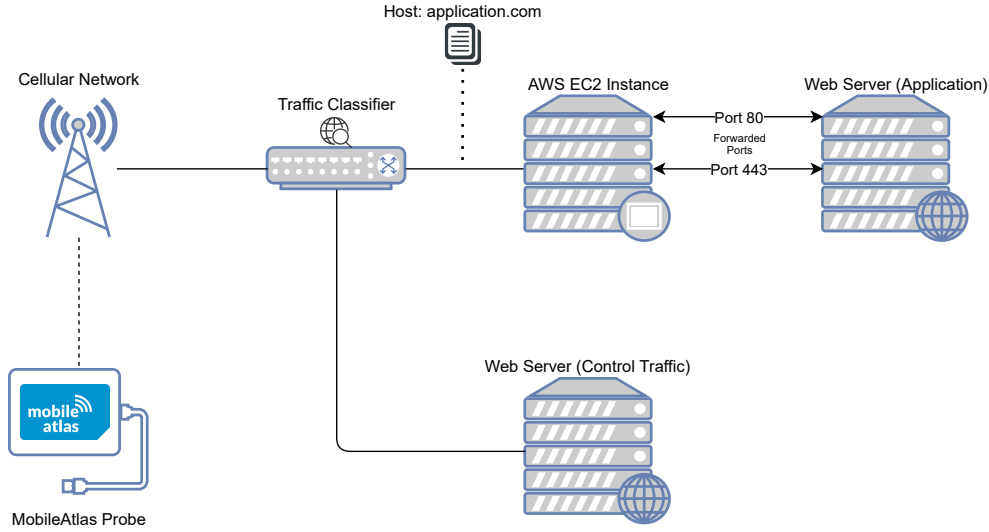 Host: application.com
Cellular Network
Traffic Classifier
AWS EC2 Instance
Web Server (Application)
Port 80
Forwarded
Ports
Port 443
Web Server (Control Traffic)
mobile
atlas
MobileAtlas Probe